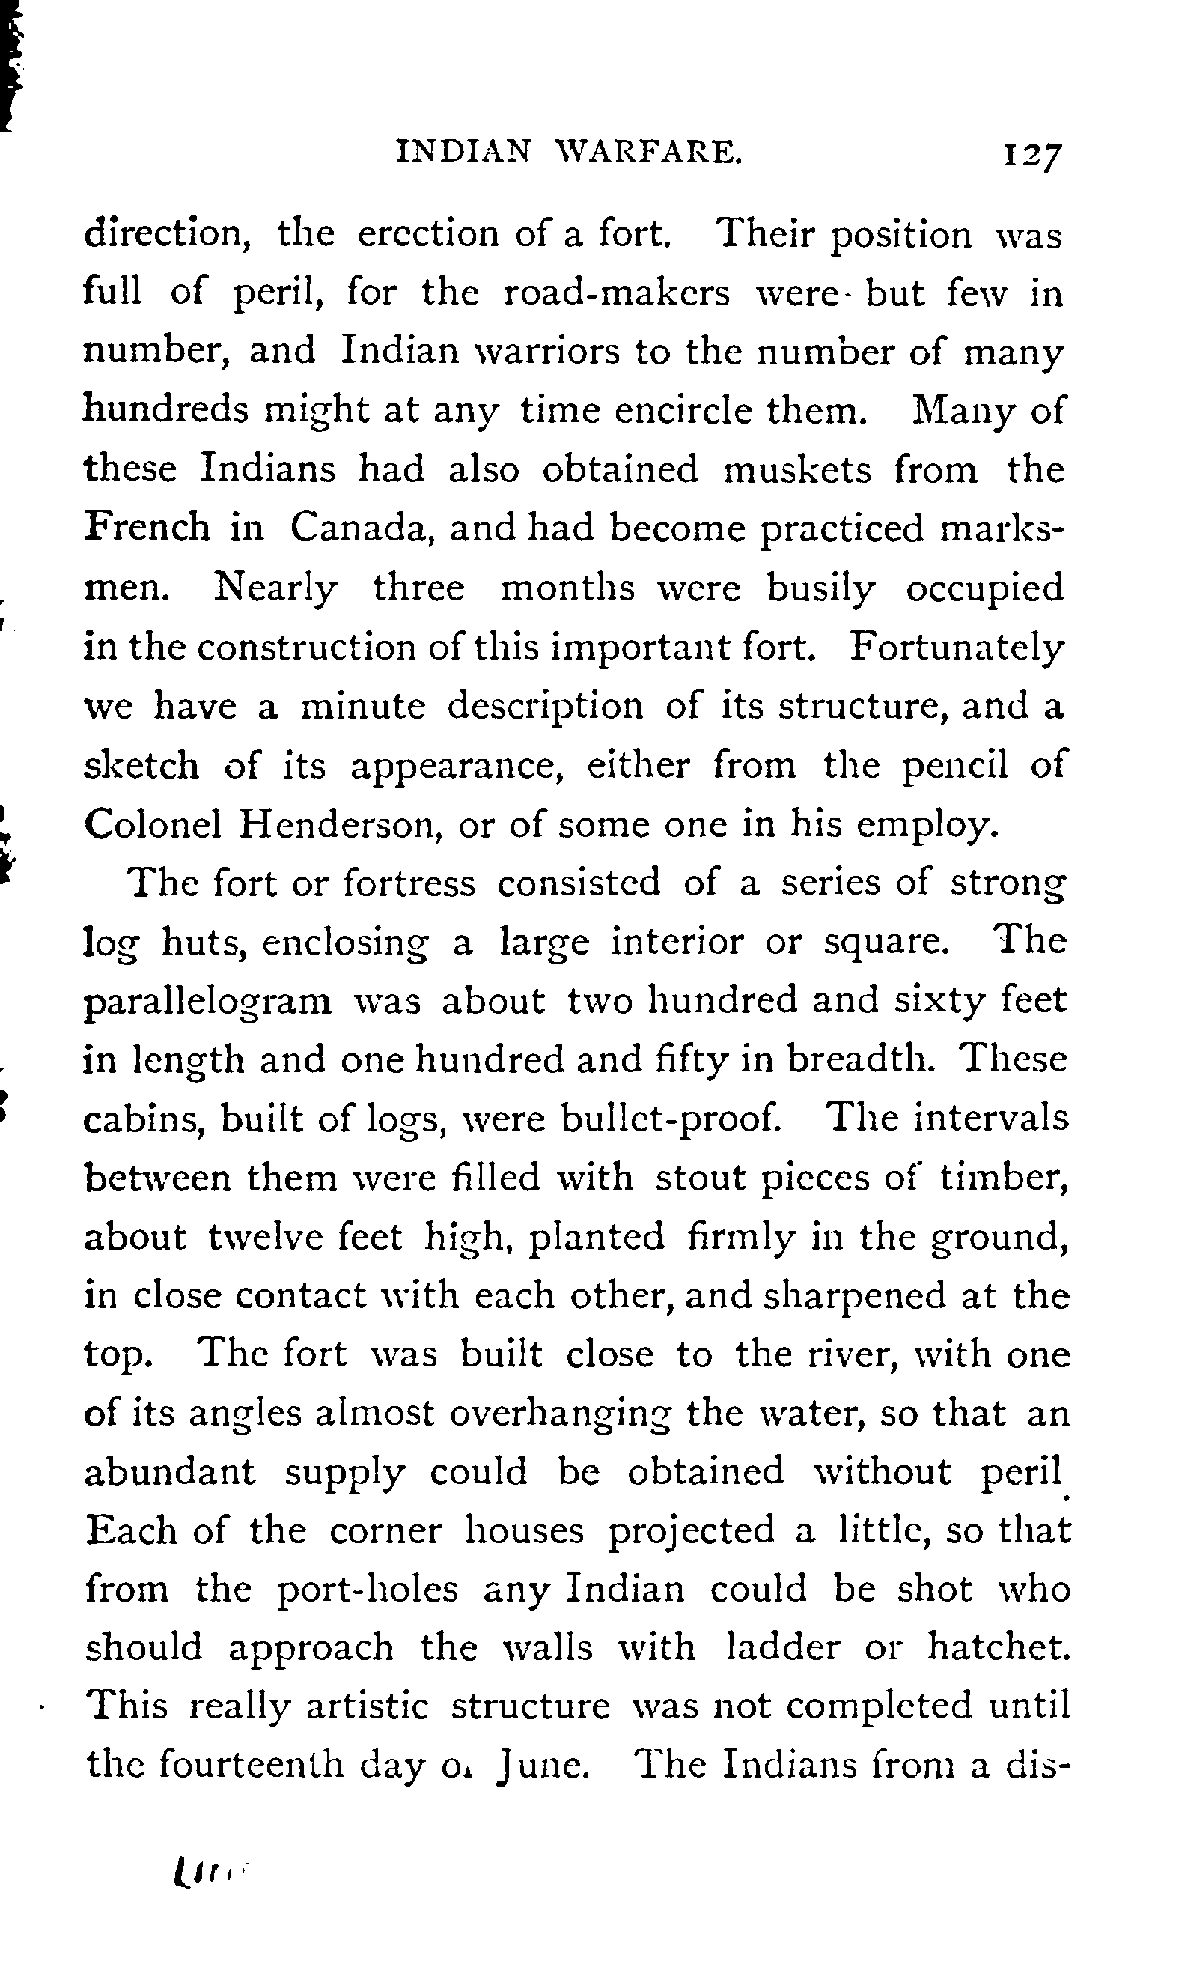 INDIAN WARFARE. 127
direction, the erection of a fort. Their position was
full of peril, for the road-makers were but few in
number, and Indian warriors to the number of many
hundreds might at any time encircle them. Many of
these Indians had also obtained muskets from the
French in Canada, and had become practiced marks-
men. Nearly three months were busily occupied
in the construction of this important fort. Fortunately
we have a minute description of its structure, and a
sketch of its appearance, either from the pencil of
Colonel Henderson, or of some one in his employ.
The fort or fortress consisted of a series of strong
log huts, enclosing a large interior or square. The
parallelogram was about two hundred and sixty feet
in length and one hundred and fifty in breadth. These
cabins, built of logs, were bullet-proof. The intervals
between them were filled with stout pieces of timber,
about twelve feet high, planted firmly in the ground,
in close contact with each other, and sharpened at the
top. The fort was built close to the river, with one
of its angles almost overhanging the water, so that an
abundant supply could be obtained without peril.
Each of the corner houses projected a little, so that
from the port-holes any Indian could be shot who
should approach the walls with ladder or hatchet.
This really artistic structure was not completed until
the fourteenth day of June. The Indians from a dis-